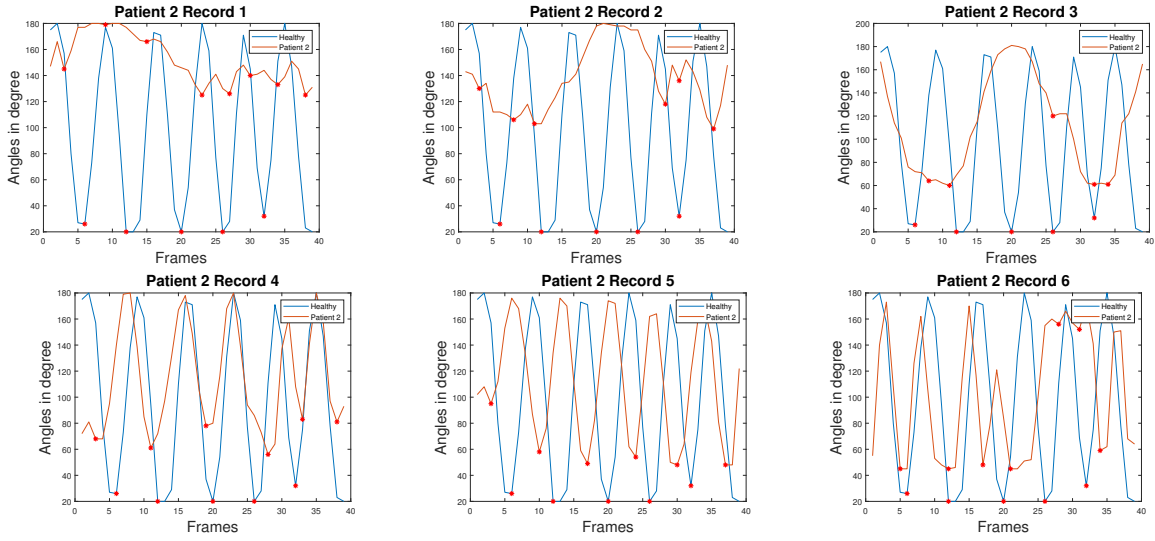 Patient 2 Record 1
Patient 2 Record 2
Patient 2 Record 3
180
160
140
120
100
80
60
40
20
Angles in degree
0 5 10 15 20 25 30 35 40
Frames
Healthy
Patient 2
180
160
140
120
100
80
60
40
20
Angles in degree
0 5 10 15 20 25 30 35 40
Frames
Healthy
Patient 2
200
180
160
140
120
100
80
60
40
20
Angles in degree
0 5 10 15 20 25 30 35 40
Frames
Healthy
Patient 2
Patient 2 Record 4
Patient 2 Record 5
Patient 2 Record 6
180
160
140
120
100
80
60
40
20
Angles in degree
0 5 10 15 20 25 30 35 40
Frames
Healthy
Patient 2
180
160
140
120
100
80
60
40
20
Angles in degree
0 5 10 15 20 25 30 35 40
Frames
Healthy
Patient 2
180
160
140
120
100
80
60
40
20
Angles in degree
0 5 10 15 20 25 30 35 40
Frames
Healthy
Patient 2